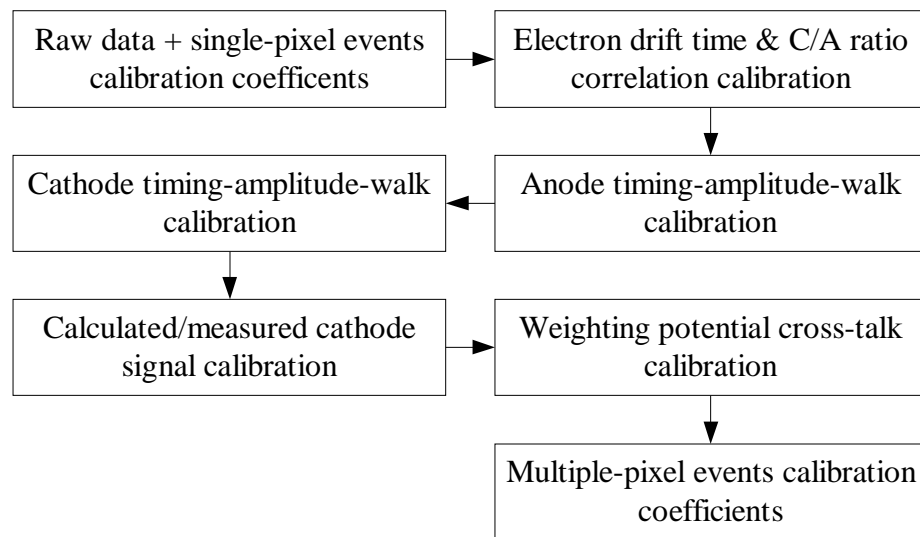 Raw data + single-pixel events
calibration coefficents
Electron drift time & C/A ratio
correlation calibration
Cathode timing-amplitude-walk
calibration
Anode timing-amplitude-walk
calibration
Calculated/measured cathode
signal calibration
Weighting potential cross-talk
calibration
Multiple-pixel events calibration
coefficients